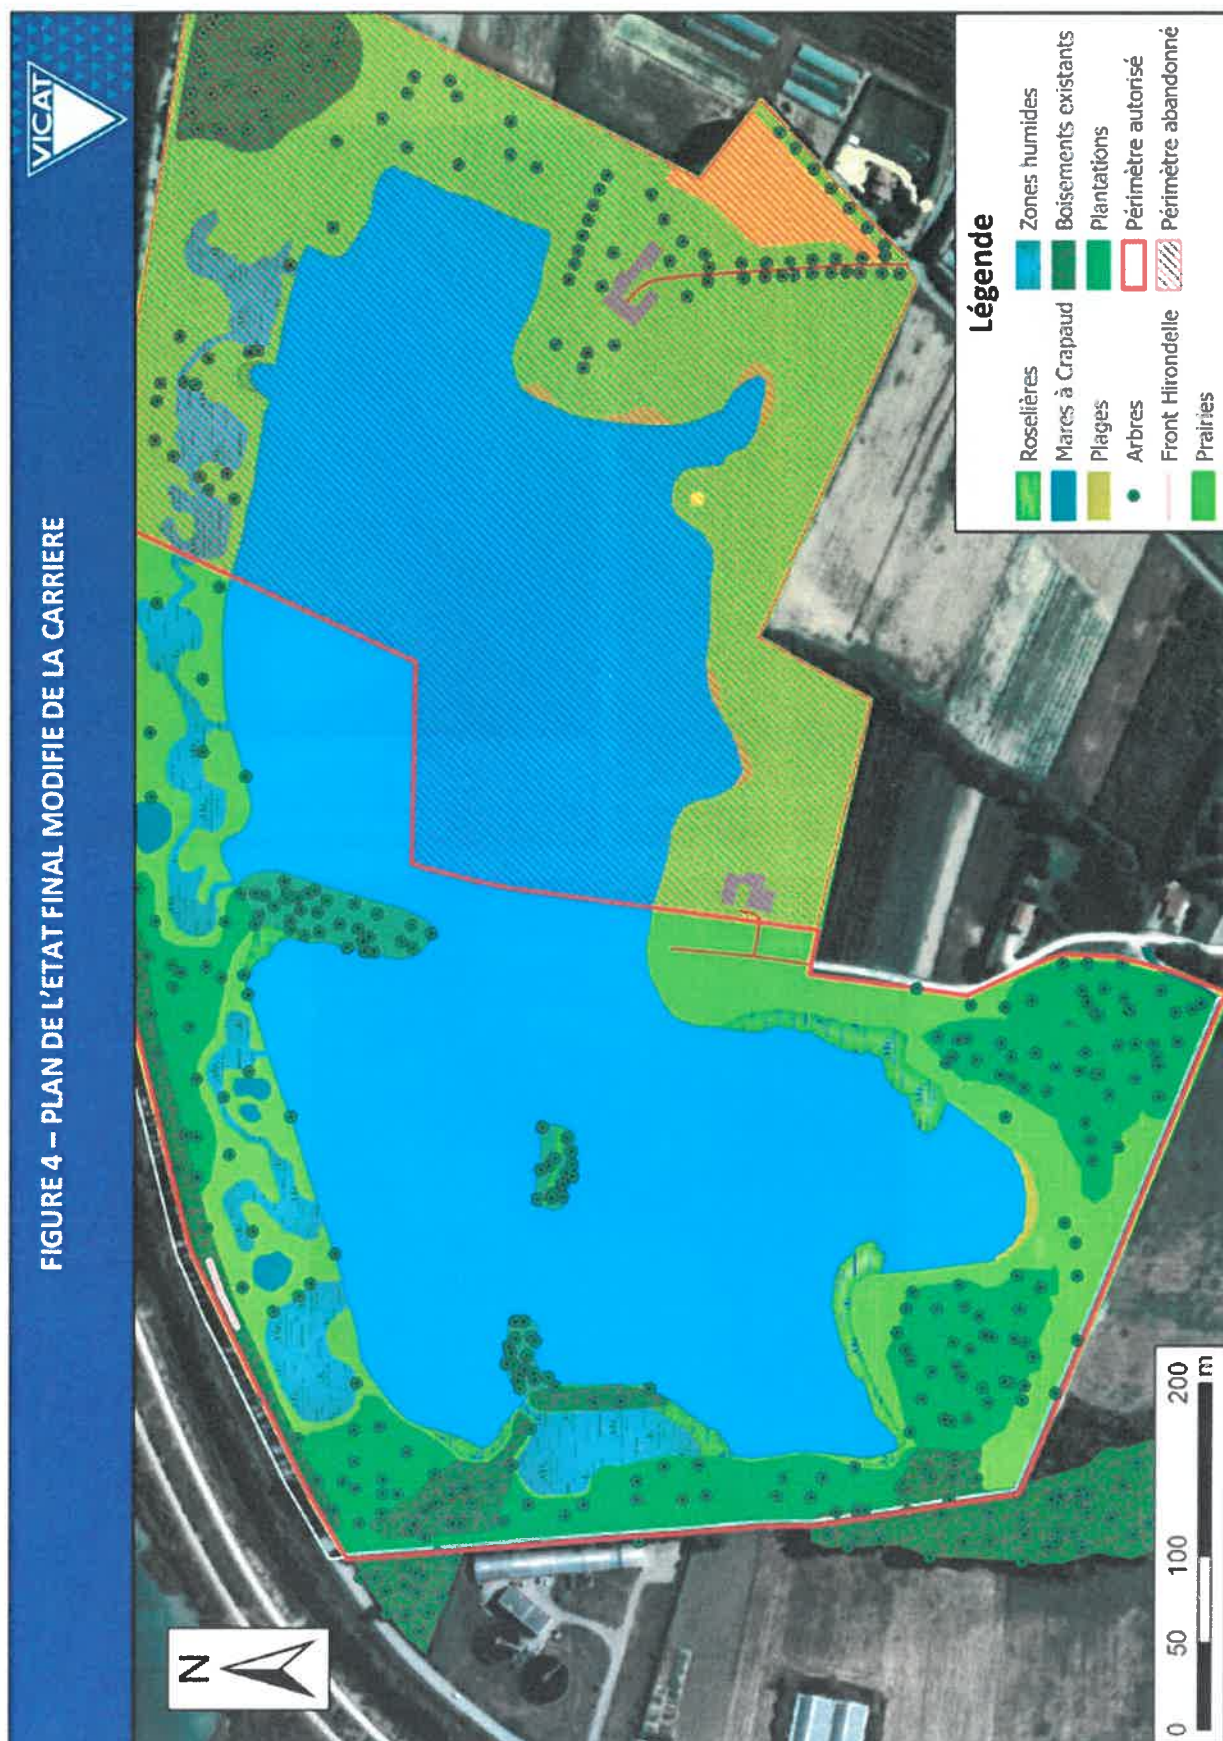 VICAT
FIGURE 4 – PLAN DE L'ETAT FINAL MODIFIE DE LA CARRIERE
N
Légende
Roselières
Mares à Crapaud
Plages
Arbres
Front Hirondelle
Prairies
Zones humides
Boisements existants
Plantations
Périmètre autorisé
Périmètre abandonné
0 50 100 200
m